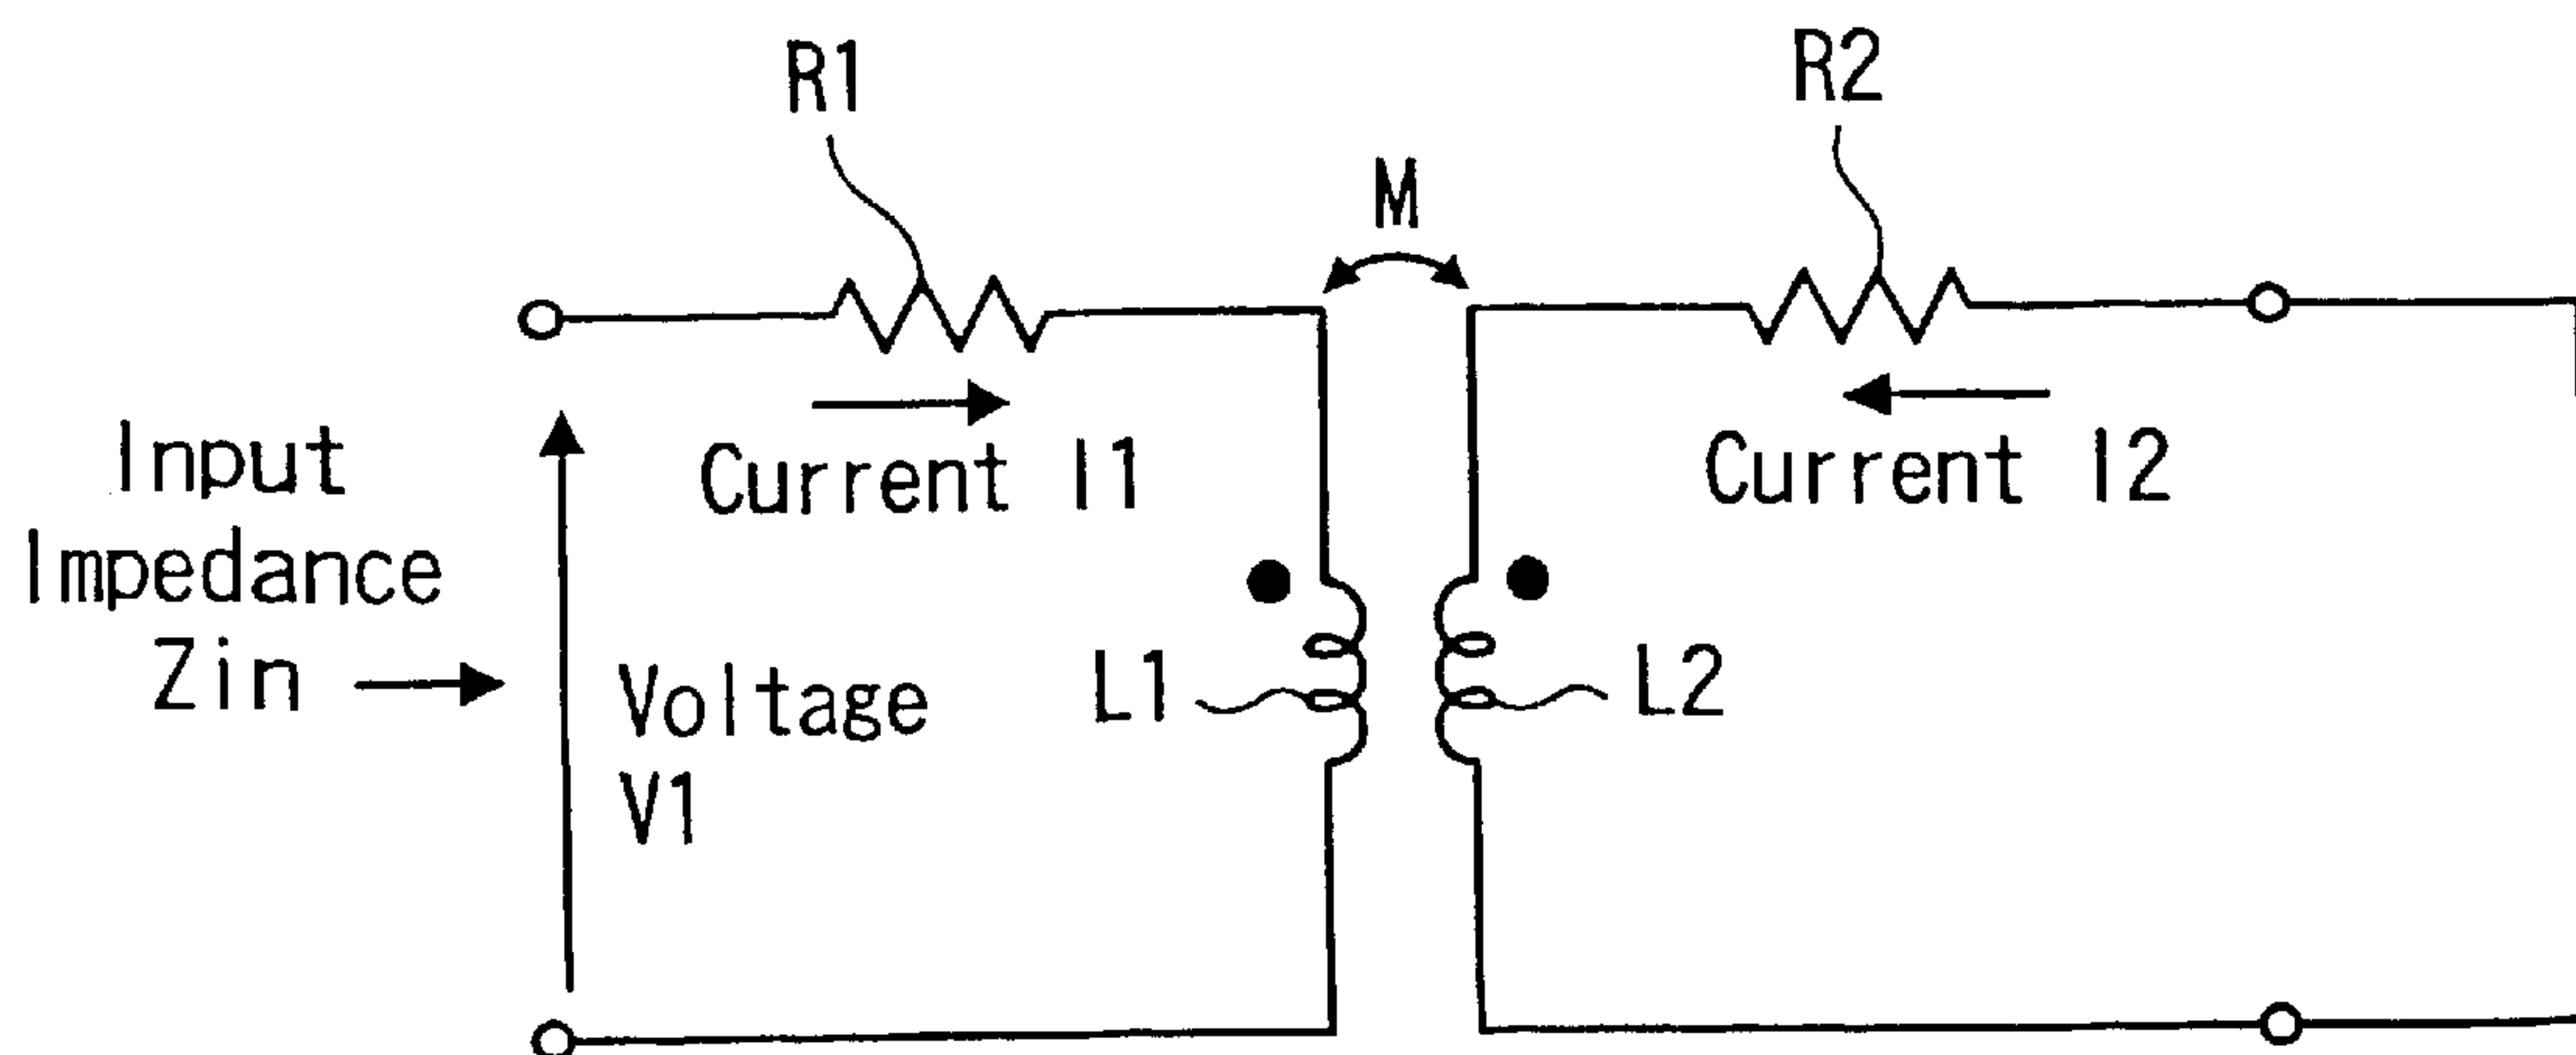 R1
R2
M
Current I1
Current I2
Input
Impedance
Zin
Voltage
V1
L1
L2